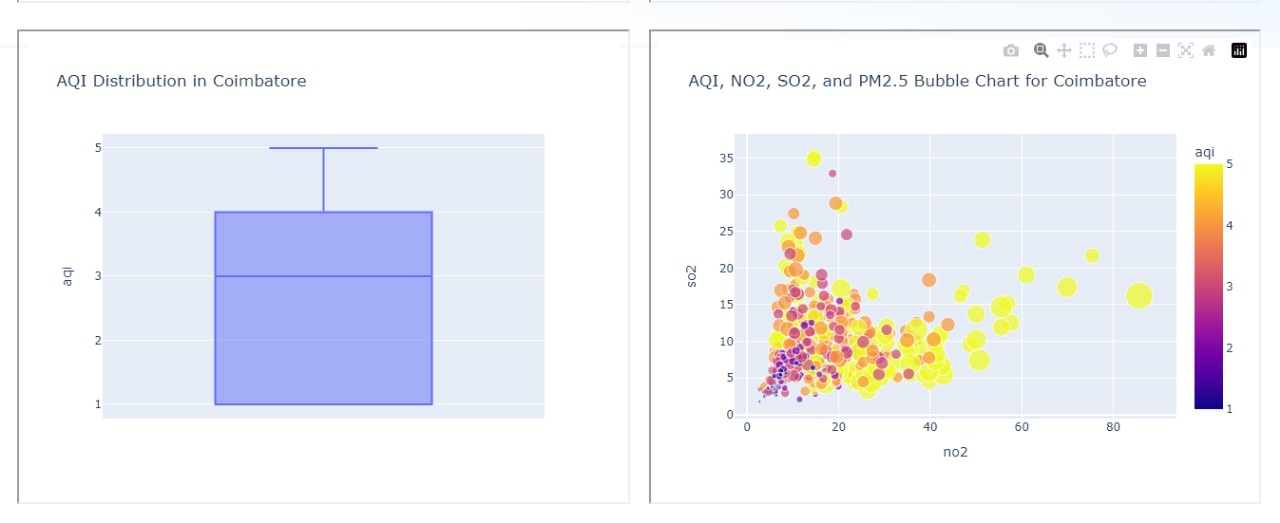 AQI Distribution in Coimbatore
5
4
3
2
1
aqi
AQI, NO2, SO2, and PM2.5 Bubble Chart for Coimbatore
35
30
25
20
15
10
5
0
so2
0 20 40 60 80
no2
aqi
5
4
3
2
1